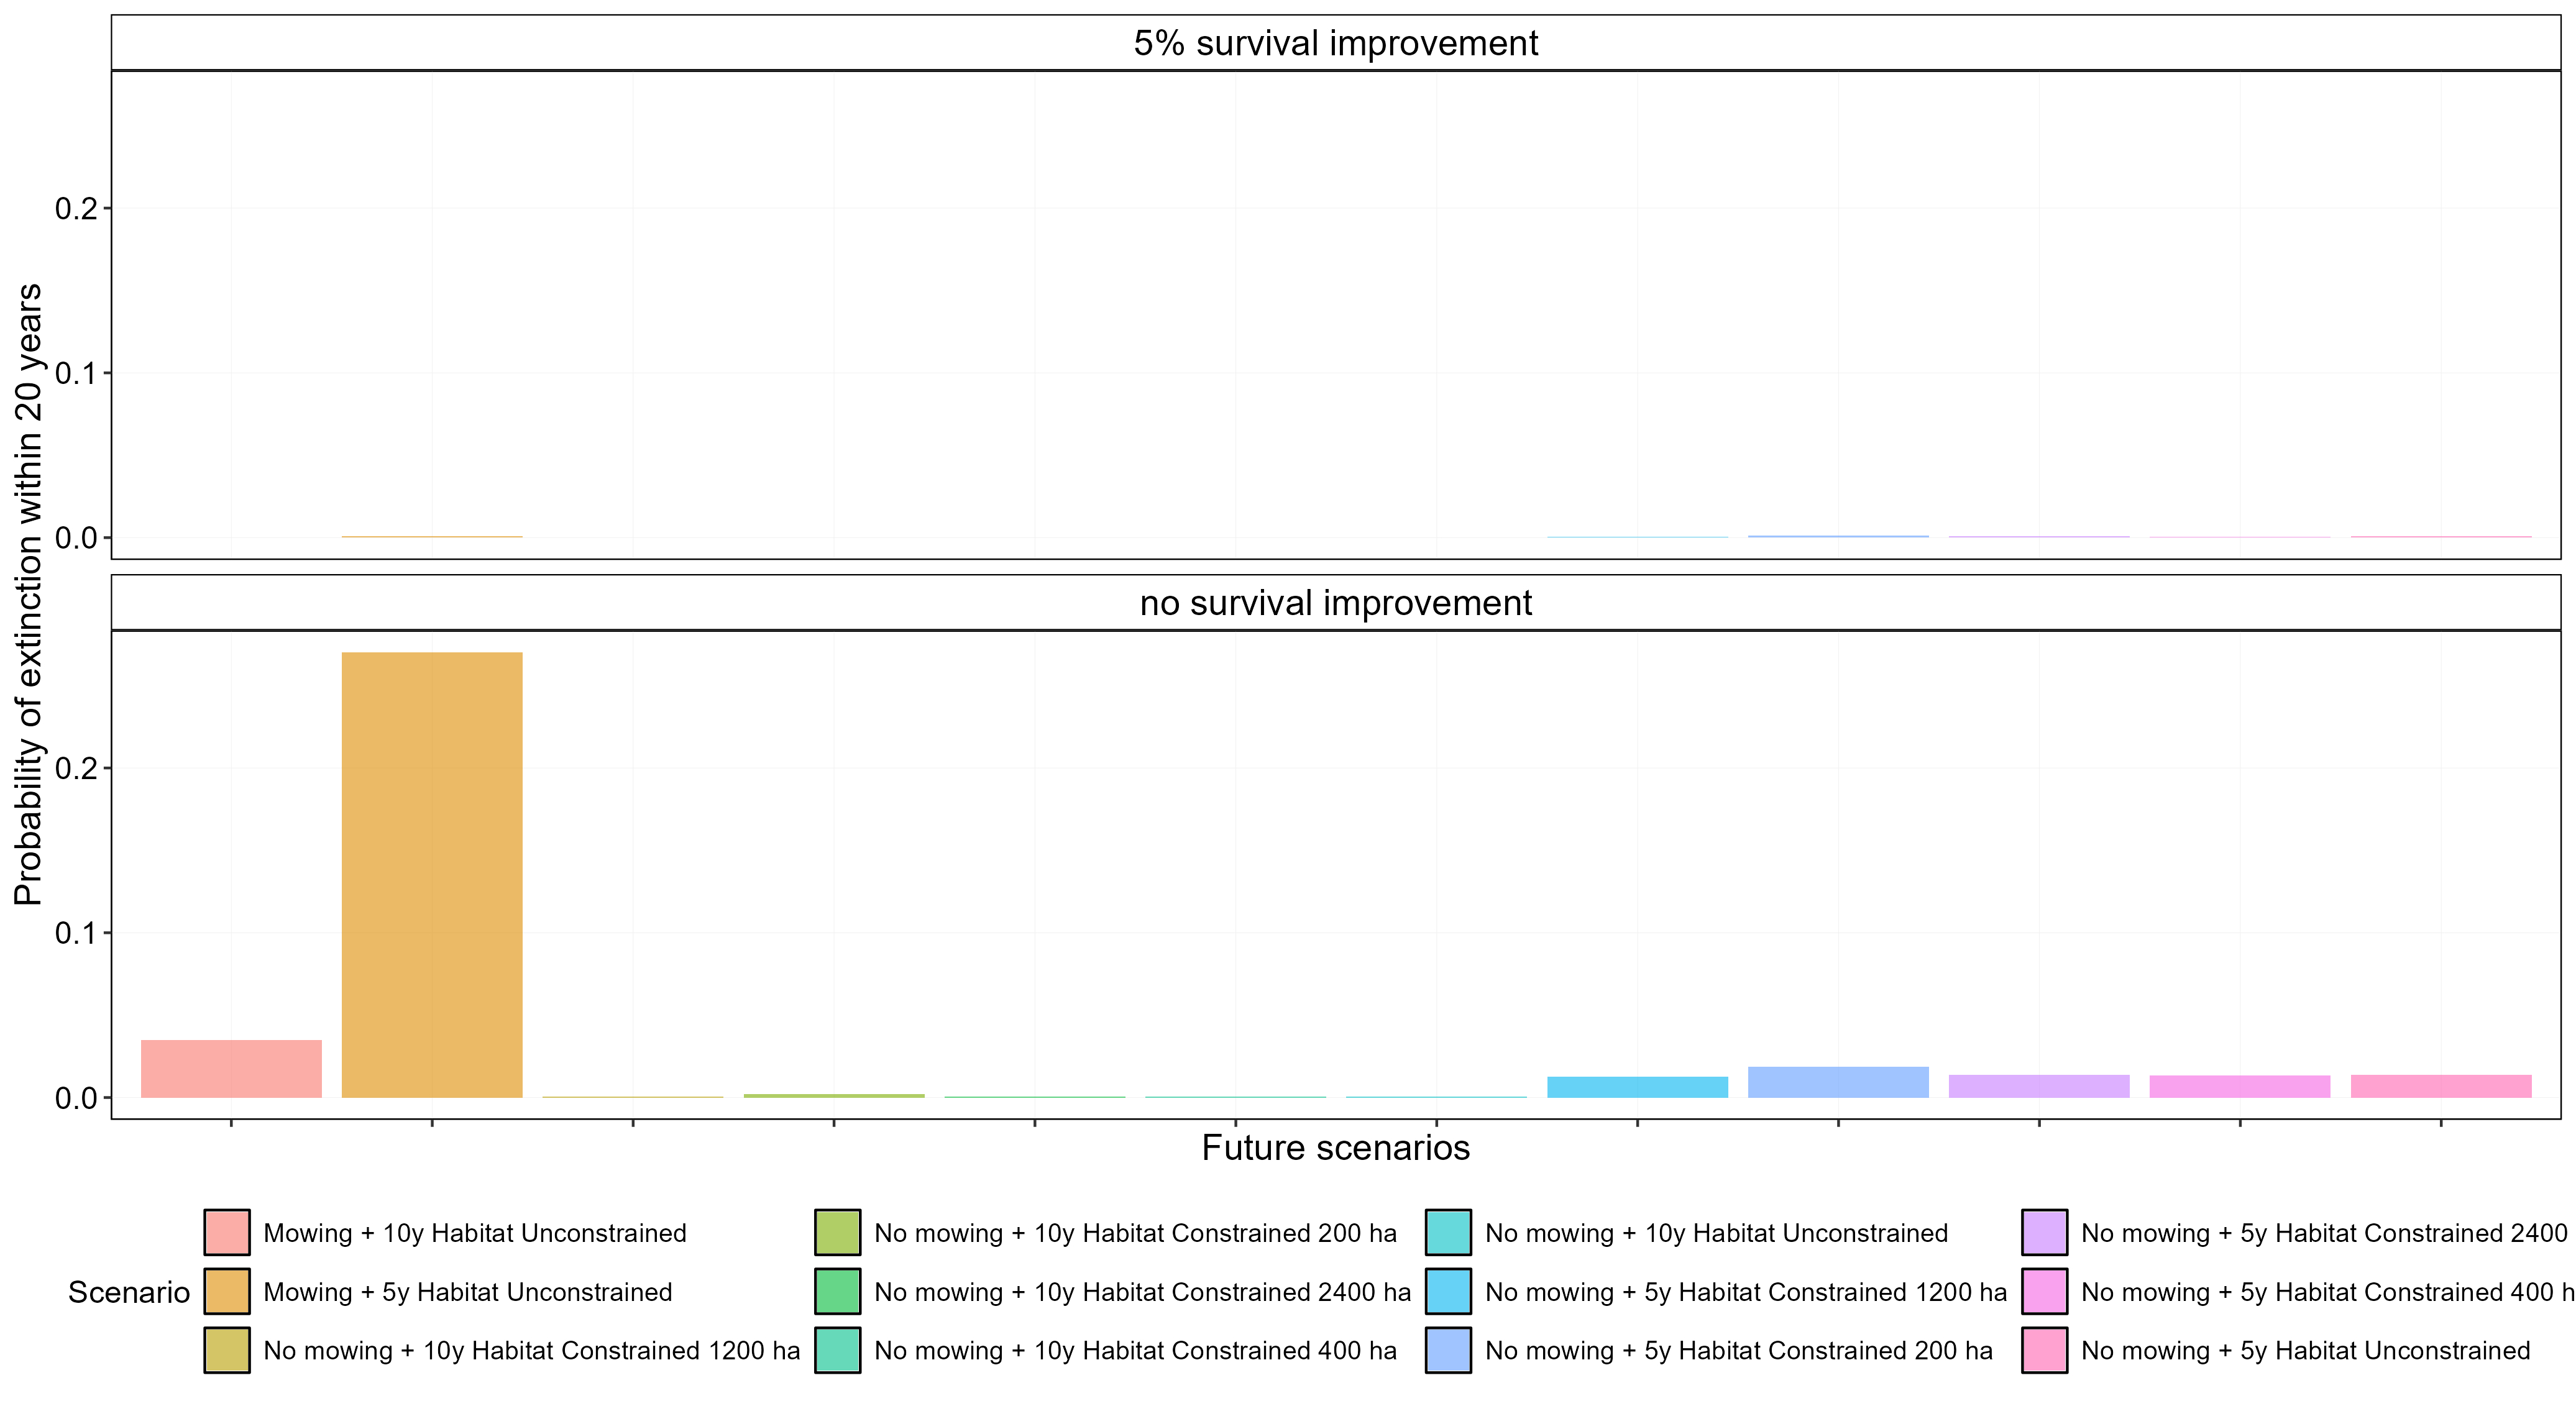 5% survival improvement
Probability of extinction within 20 years
0.2
0.1
0.0
no survival improvement
0.2
0.1
0.0
Future scenarios
Scenario
Mowing + 10y Habitat Unconstrained
Mowing + 5y Habitat Unconstrained
No mowing + 10y Habitat Constrained 1200 ha
No mowing + 10y Habitat Constrained 200 ha
No mowing + 10y Habitat Constrained 2400 ha
No mowing + 10y Habitat Constrained 400 ha
No mowing + 10y Habitat Unconstrained
No mowing + 5y Habitat Constrained 1200 ha
No mowing + 5y Habitat Constrained 200 ha
No mowing + 5y Habitat Constrained 2400
No mowing + 5y Habitat Constrained 400 h
No mowing + 5y Habitat Unconstrained